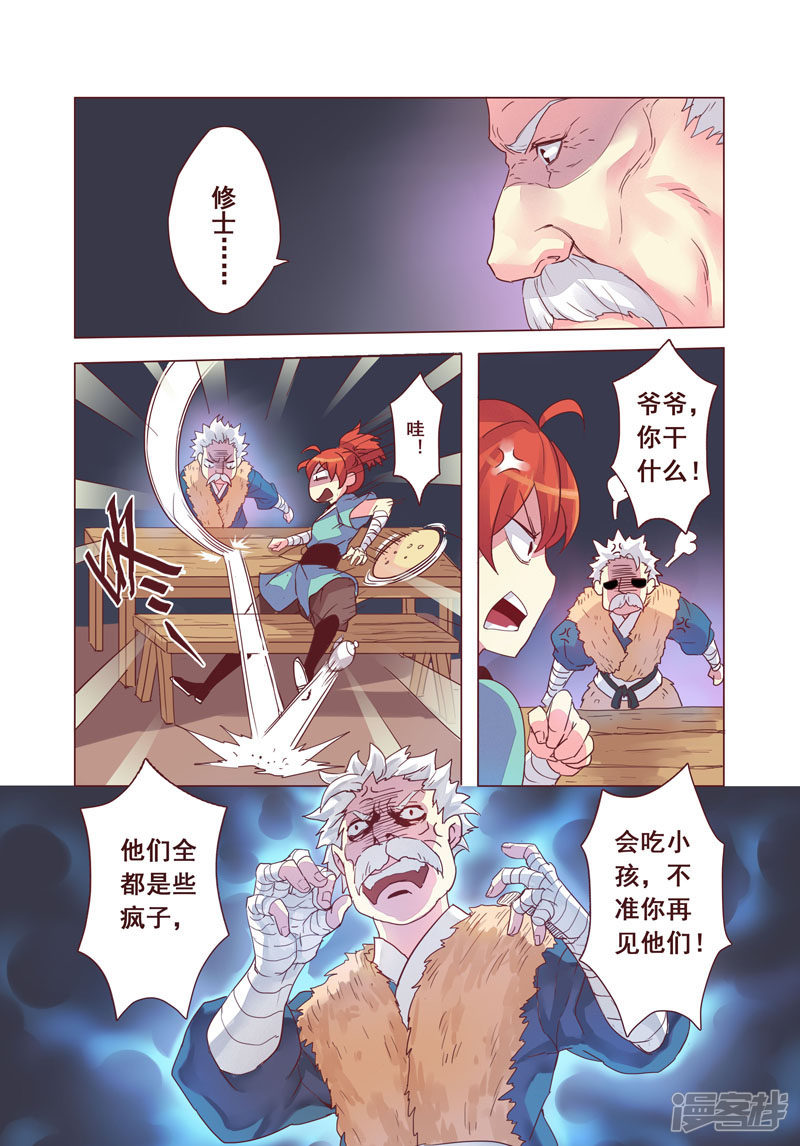 修士……
哇！
爷爷，
你干
什么！
他们全
都是些
疯子，
会吃小
孩，不
准你再
见他们！
漫客栈